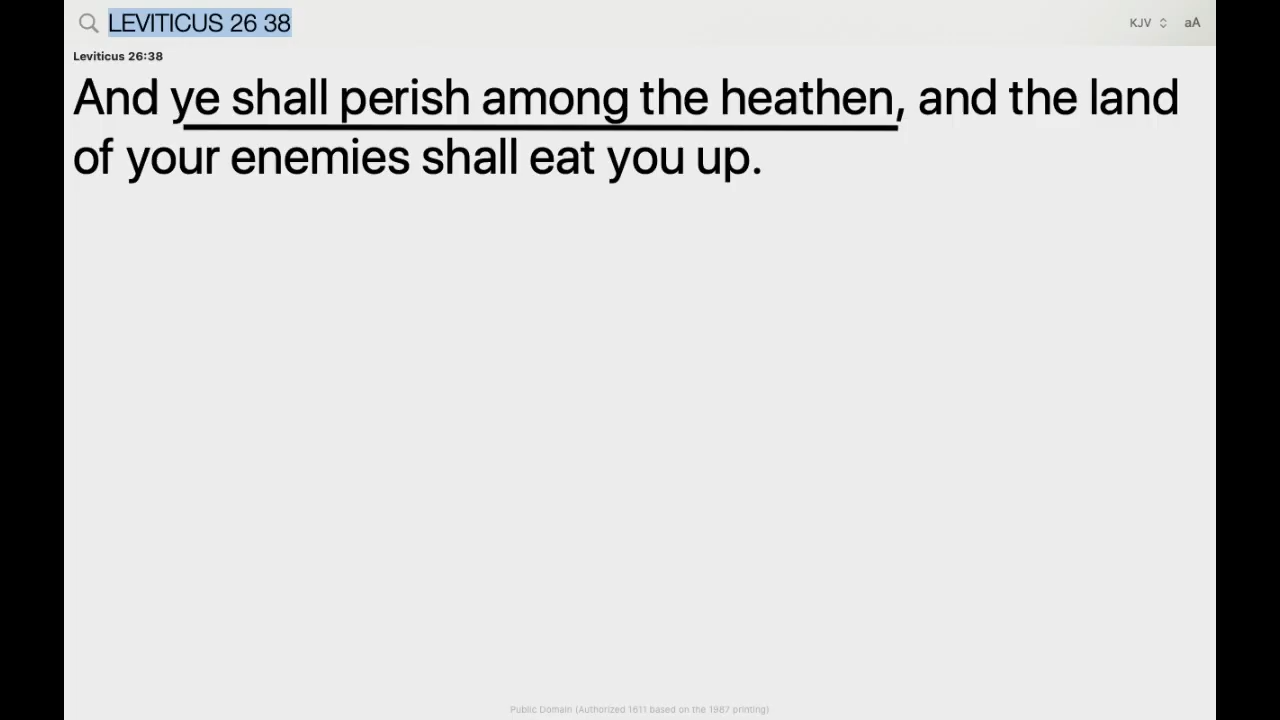 LEVITICUS 26 38
KJV
aA
Leviticus 26:38
And ye shall perish among the heathen, and the land
of your enemies shall eat you up.
Public Domain (Authorized 1611 based on the 1987 printing)